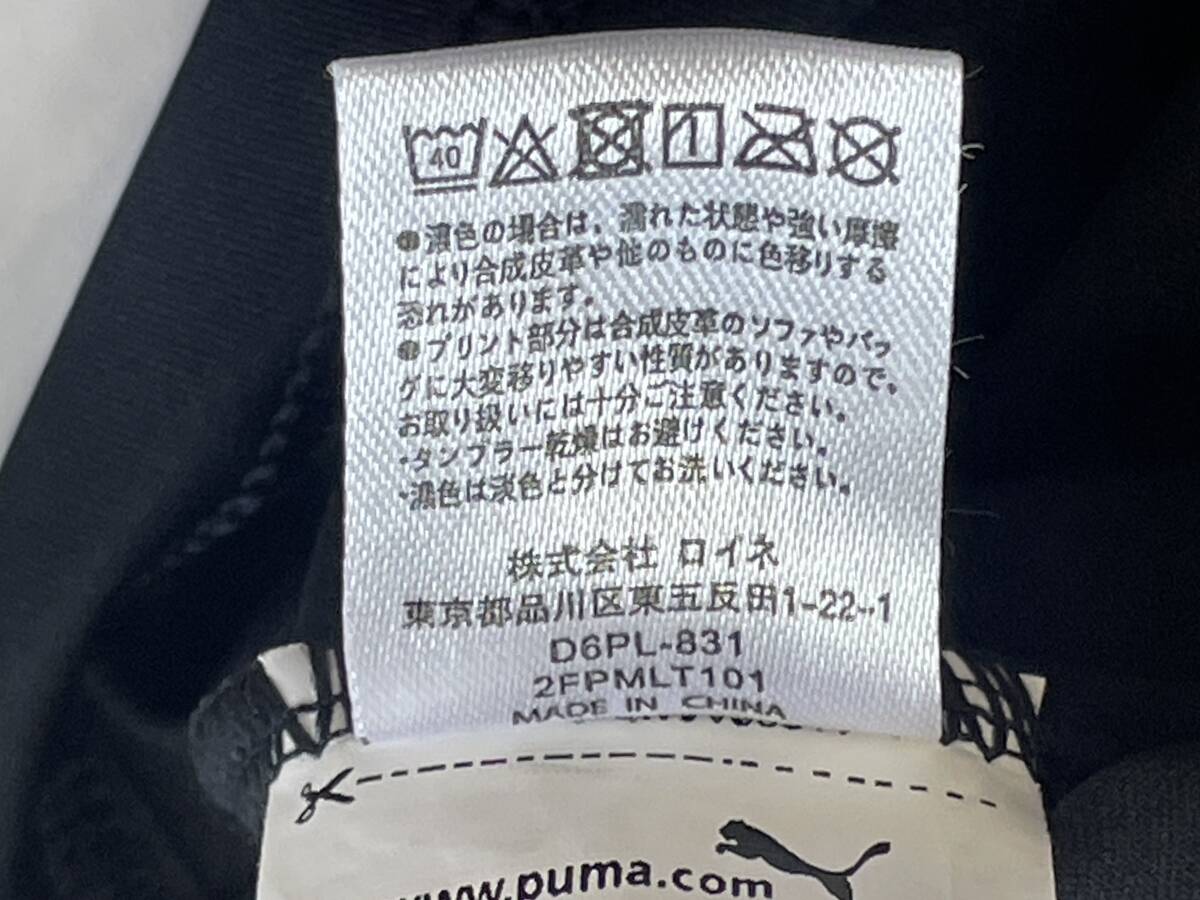 40
●濃色の場合は、濡れた状態や強い摩擦
により合成皮革や他のものに色移りする
恐れがあります。
●プリント部分は合成皮革のソファやバッ
グに大変移りやすい性質がありますので、
お取り扱いには十分ご注意ください。
・タンブラー乾燥はお避けください。
・濃色は淡色と分けてお洗いください。
株式会社 ロイネ
東京都品川区東五反田1-22-1
D6PL-831
2FPMLT101
MADE IN CHINA
www.puma.com